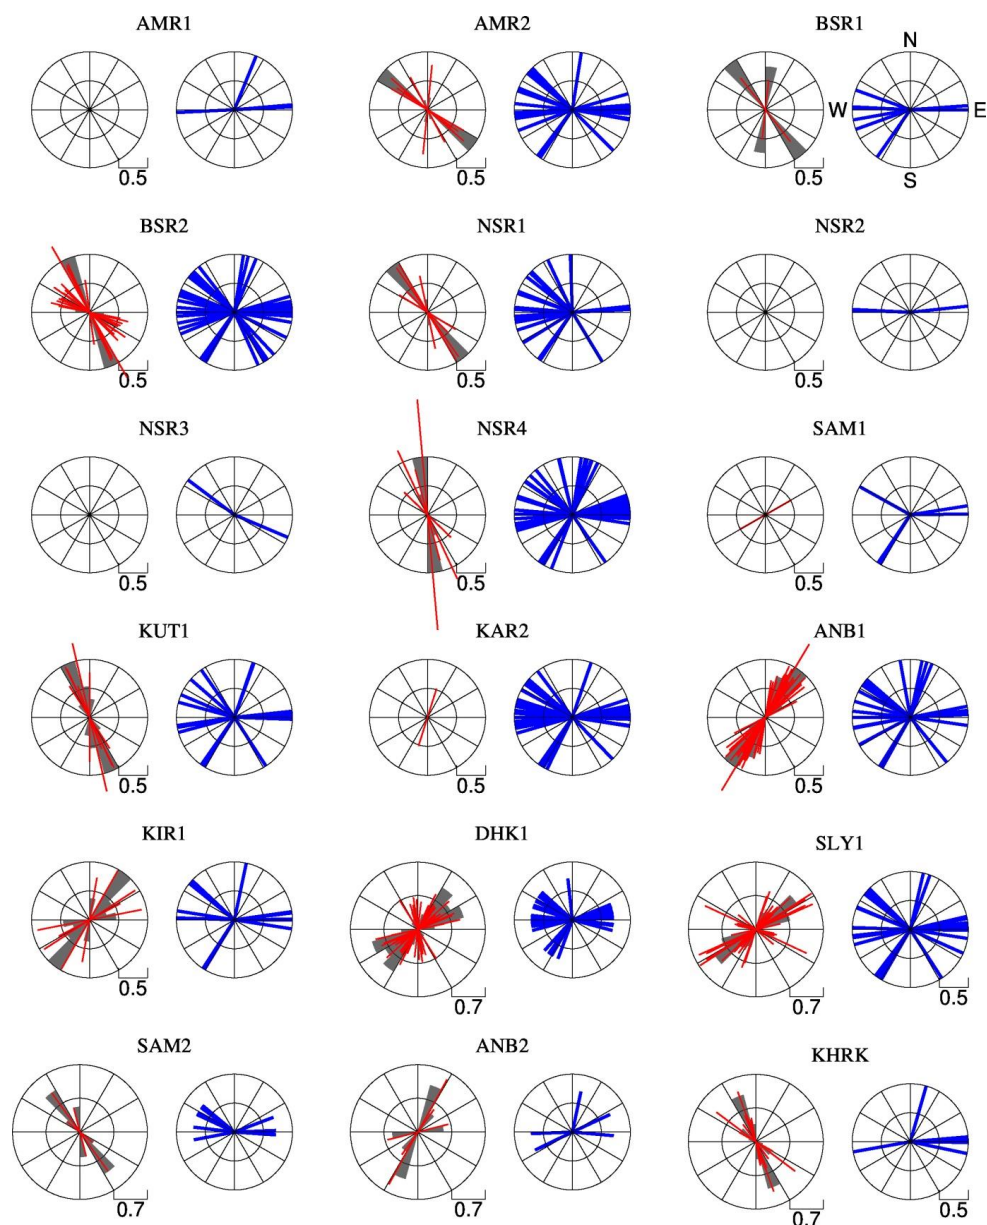 AMR1 AMR2 BSR1
N
W E
S
0.5 0.5 0.5
BSR2 NSR1 NSR2
0.5 0.5 0.5
NSR3 NSR4 SAM1
0.5 0.5 0.5
KUT1 KAR2 ANB1
0.5 0.5 0.5
KIR1 DHK1 SLY1
0.5 0.7 0.7 0.5
SAM2 ANB2 KHRK
0.7 0.7 0.7 0.5